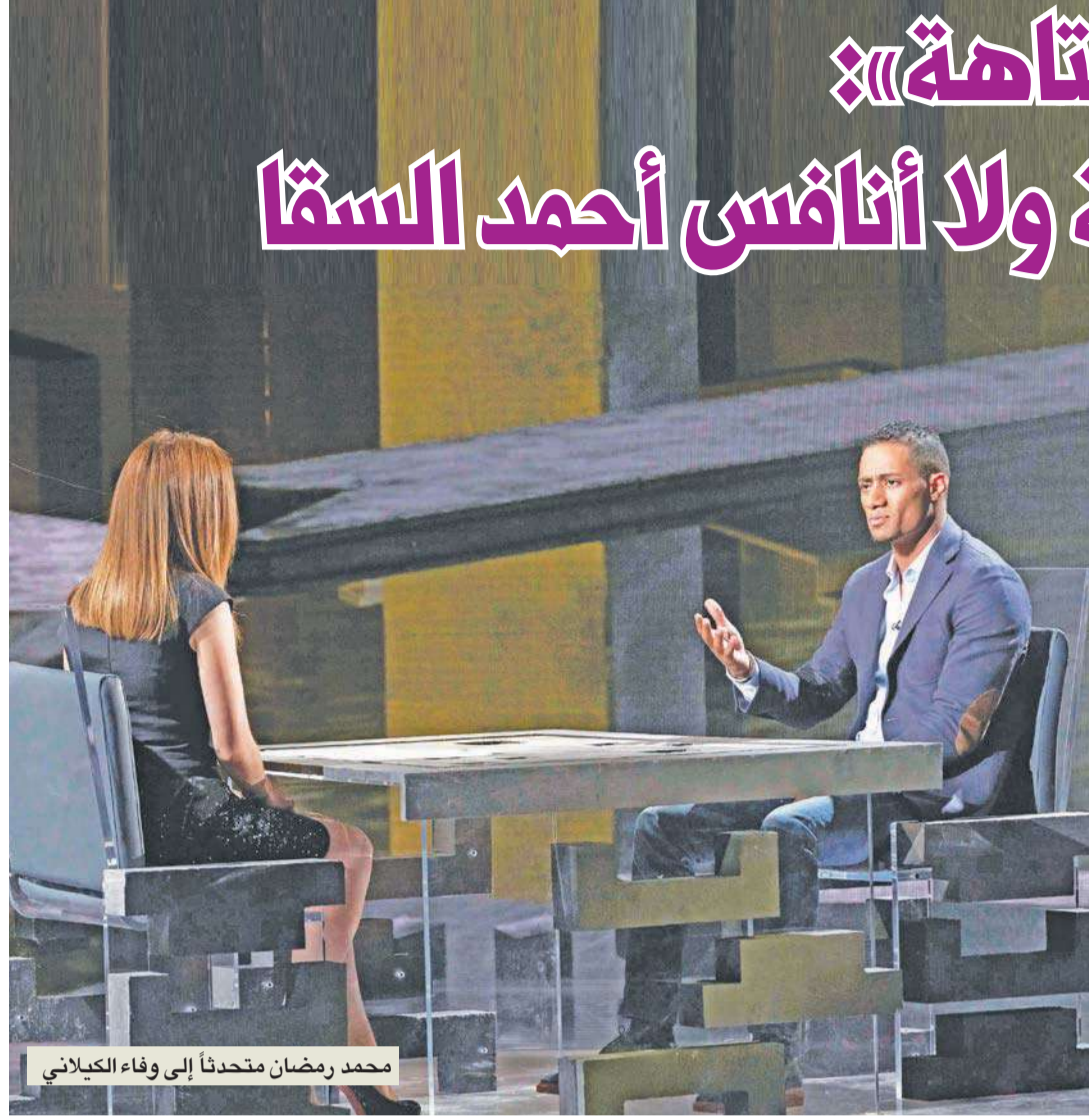 تاهة»:
ولا أنافس أحمد السقا
محمد رمضان متحدثاً إلى وفاء الكيلاني